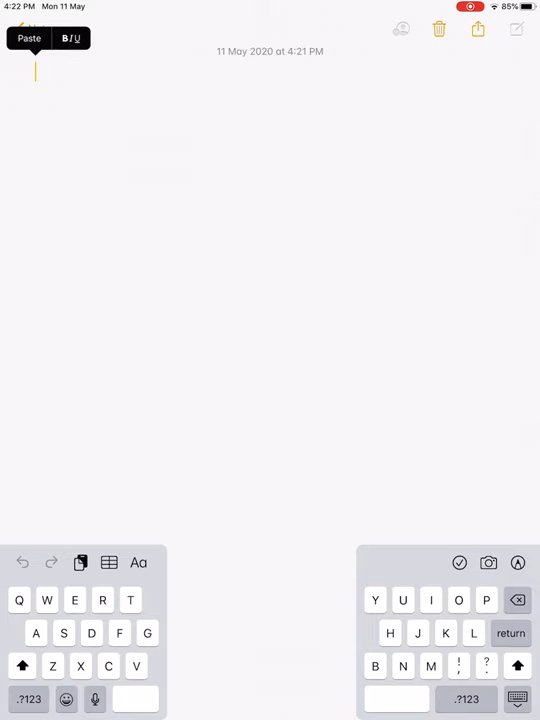 4:22 PM Mon 11 May
85%
Paste
BIU
11 May 2020 at 4:21 PM
Aa
Q W E R T
Y U I O P
A S D F G
H J K L return
Z X C V
B N M ! , ? .
.?123
.?123